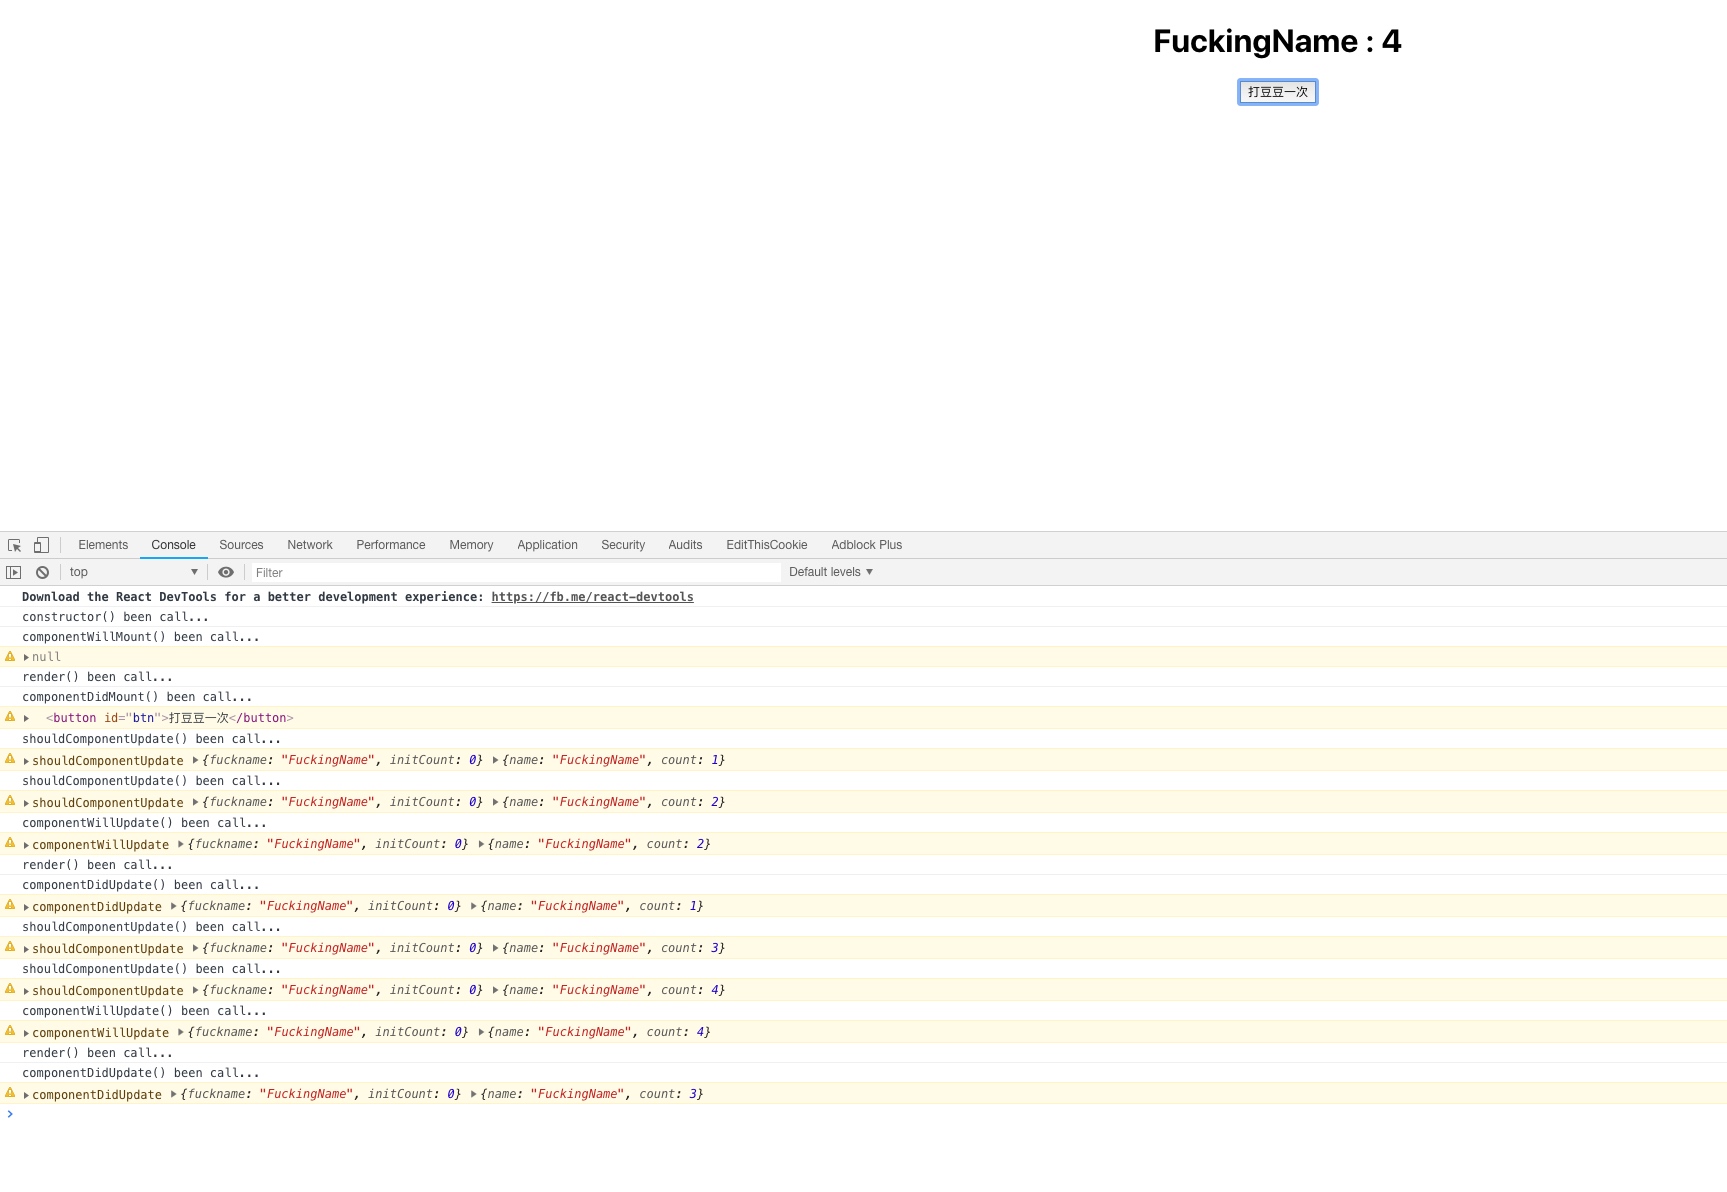 FuckingName : 4
打豆豆一次
Elements Console Sources Network Performance Memory Application Security Audits EditThisCookie Adblock Plus
top Filter Default levels
Download the React DevTools for a better development experience: https://fb.me/react-devtools
constructor() been call...
componentWillMount() been call...
null
render() been call...
componentDidMount() been call...
<button id="btn">打豆豆一次</button>
shouldComponentUpdate() been call...
shouldComponentUpdate {fuckname: "FuckingName", initCount: 0} {name: "FuckingName", count: 1}
shouldComponentUpdate() been call...
shouldComponentUpdate {fuckname: "FuckingName", initCount: 0} {name: "FuckingName", count: 2}
componentWillUpdate() been call...
componentWillUpdate {fuckname: "FuckingName", initCount: 0} {name: "FuckingName", count: 2}
render() been call...
componentDidUpdate() been call...
componentDidUpdate {fuckname: "FuckingName", initCount: 0} {name: "FuckingName", count: 1}
shouldComponentUpdate() been call...
shouldComponentUpdate {fuckname: "FuckingName", initCount: 0} {name: "FuckingName", count: 3}
shouldComponentUpdate() been call...
shouldComponentUpdate {fuckname: "FuckingName", initCount: 0} {name: "FuckingName", count: 4}
componentWillUpdate() been call...
componentWillUpdate {fuckname: "FuckingName", initCount: 0} {name: "FuckingName", count: 4}
render() been call...
componentDidUpdate() been call...
componentDidUpdate {fuckname: "FuckingName", initCount: 0} {name: "FuckingName", count: 3}